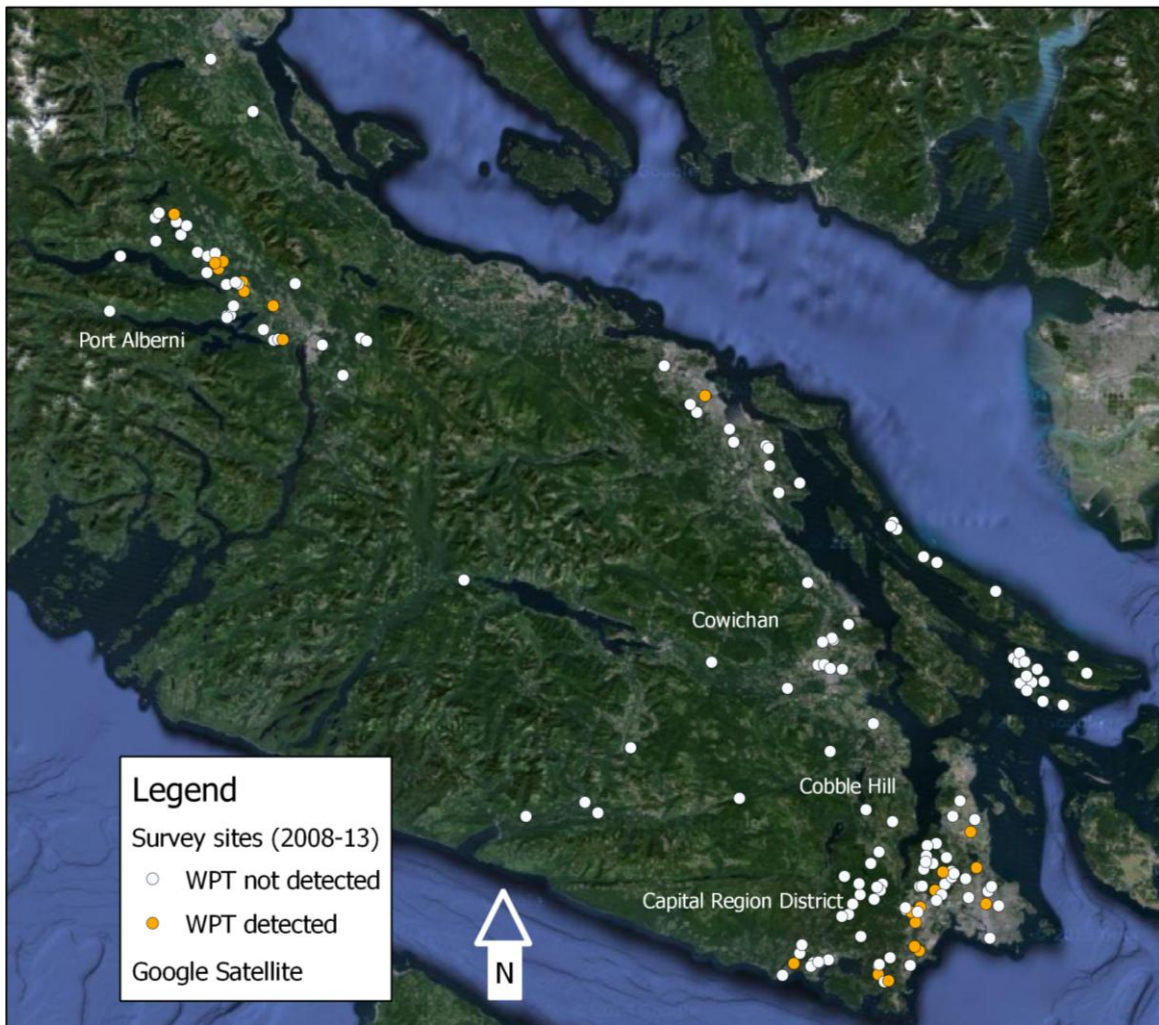 Port Alberni
Cowichan
Cobble Hill
Capital Region District
Legend
Survey sites (2008-13)
WPT not detected
WPT detected
Google Satellite
N